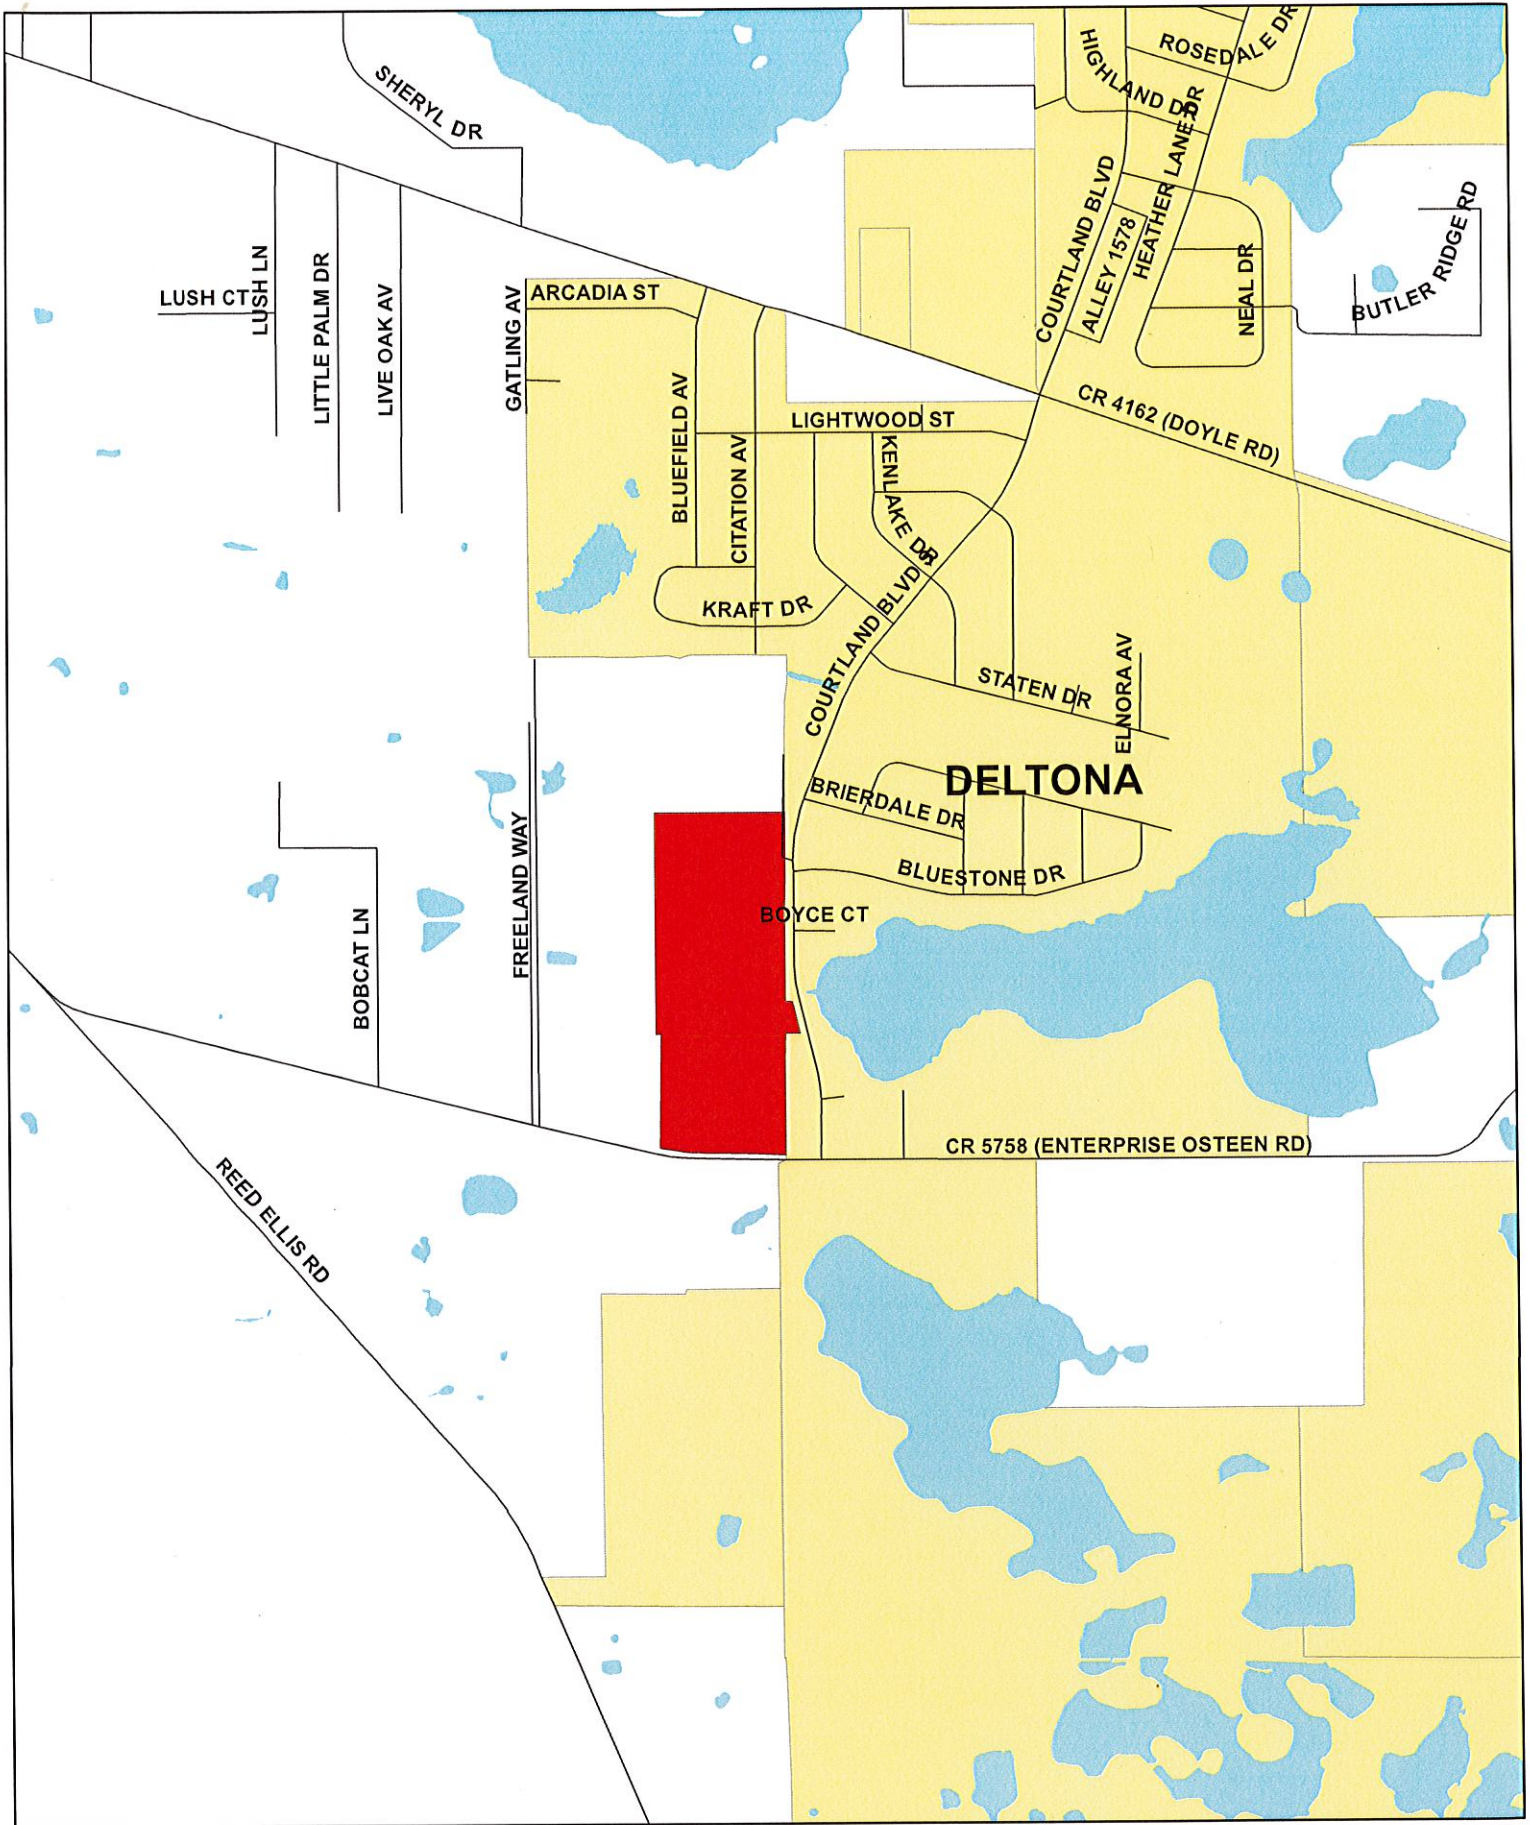 ROSEDALE DR
HIGHLAND DR
SHERYL DR
HEATHER LANE DR
COURTLAND BLVD
ALLEY 1578
NEAL DR
BUTLER RIDGE RD
LUSH CT
LUSH LN
LITTLE PALM DR
LIVE OAK AV
GATLING AV
ARCADIA ST
BLUEFIELD AV
CITATION AV
LIGHTWOOD ST
KENLAKE DR
CR 4162 (DOYLE RD)
KRAFT DR
COURTLAND BLVD S
STATEN DR
ELNORA AV
DELTONA
BRIERDALE DR
BLUESTONE DR
BOYCE CT
FREELAND WAY
BOBCAT LN
CR 5758 (ENTERPRISE OSTEEN RD)
REED ELLIS RD